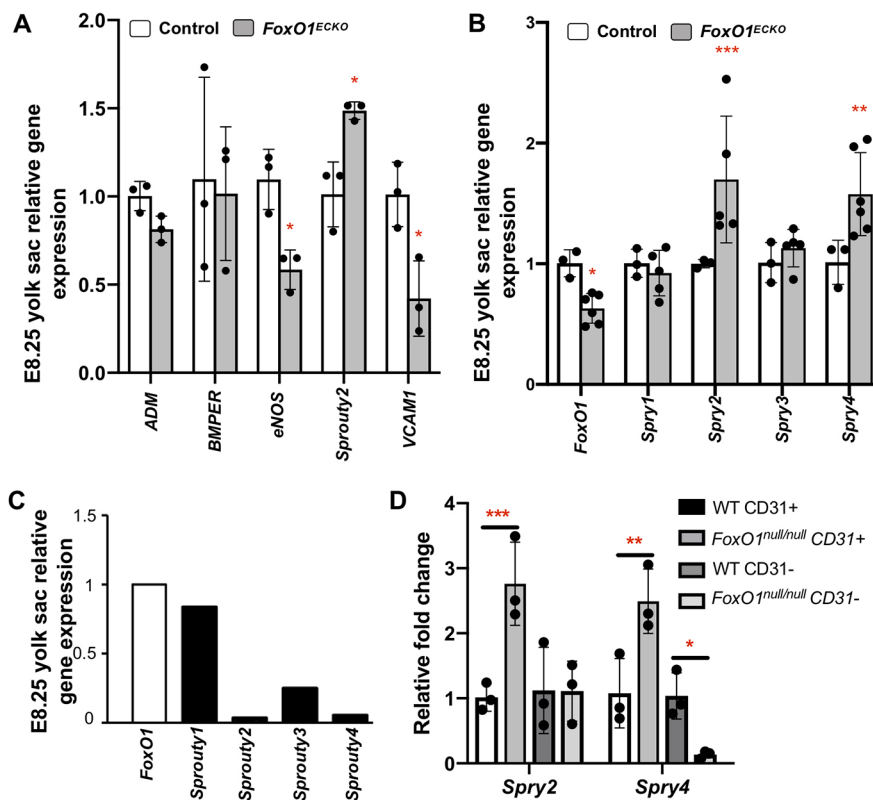 A
Control
FoxO1ECKO
E8.25 yolk sac relative gene
expression
2.0
1.5
1.0
0.5
0.0
*
*
*
ADM
BMPER
eNOS
Sprouty2
VCAM1
B
Control
FoxO1ECKO
E8.25 yolk sac relative gene
expression
3
2
1
0
*
***
**
FoxO1
Spry1
Spry2
Spry3
Spry4
C
E8.25 yolk sac relative
gene expression
1.5
1
0.5
0
FoxO1
Sprouty1
Sprouty2
Sprouty3
Sprouty4
D
Relative fold change
4
3
2
1
0
***
**
*
Spry2
Spry4
WT CD31+
FoxO1null/null CD31+
WT CD31-
FoxO1null/null CD31-